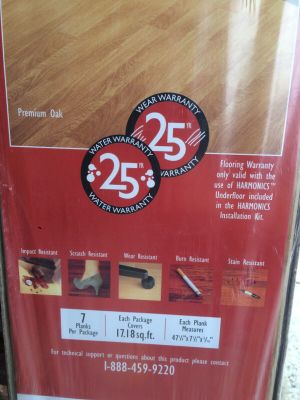 Premium Oak
WEAR WARRANTY
25 YR
WARRANTY
WATER WARRANTY
25 YR
WATER WARRANTY
Flooring Warranty
only valid with the
use of HARMONICS™
Underfloor included
in the HARMONICS
Installation Kit.
Impact Resistant
Scratch Resistant
Wear Resistant
Burn Resistant
Stain Resistant
7
Planks
Per Package
Each Package
Covers
17.18 sq. ft.
Each Plank
Measures
For technical support or questions about this product please contact
1-888-459-9220